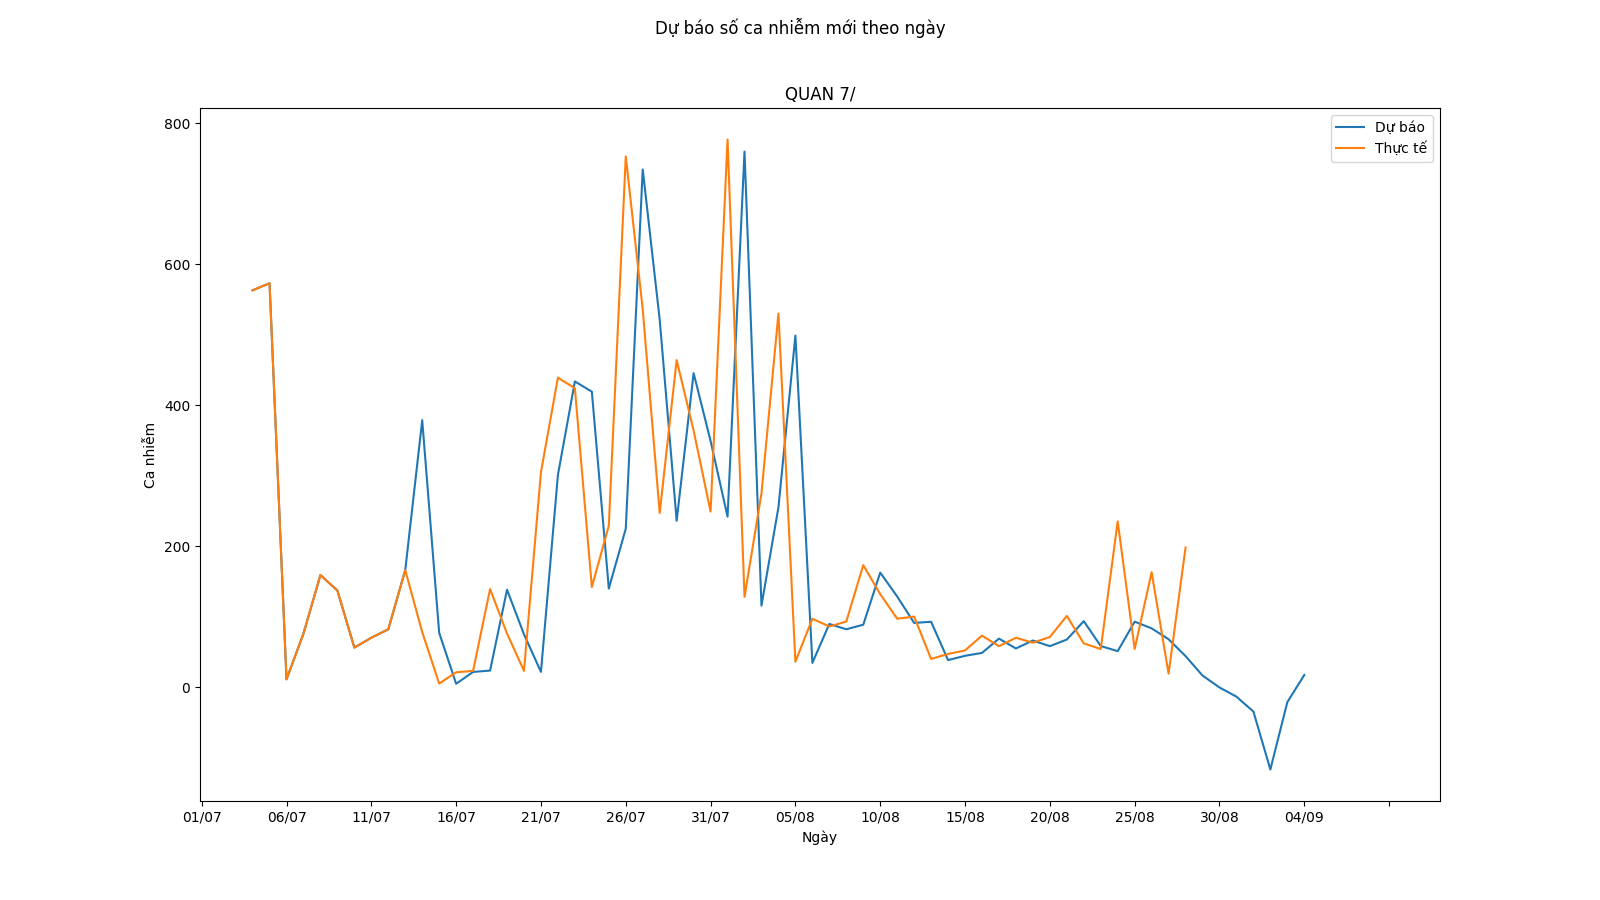 Dự báo số ca nhiễm mới theo ngày
QUAN 7/
Dự báo
Thực tế
800
600
400
200
0
Ca nhiễm
01/07 06/07 11/07 16/07 21/07 26/07 31/07 05/08 10/08 15/08 20/08 25/08 30/08 04/09
Ngày